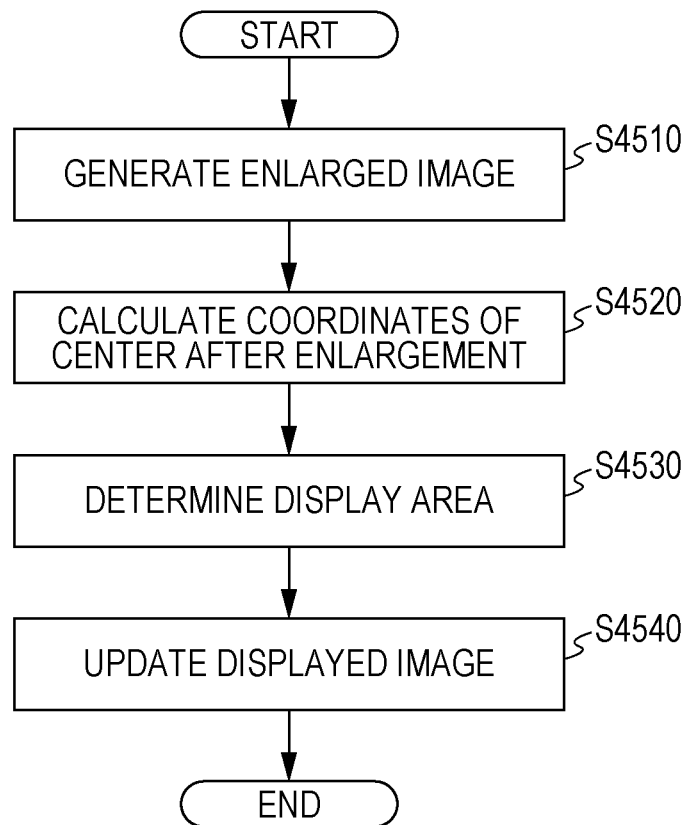 START
S4510
GENERATE ENLARGED IMAGE
S4520
CALCULATE COORDINATES OF
CENTER AFTER ENLARGEMENT
S4530
DETERMINE DISPLAY AREA
S4540
UPDATE DISPLAYED IMAGE
END